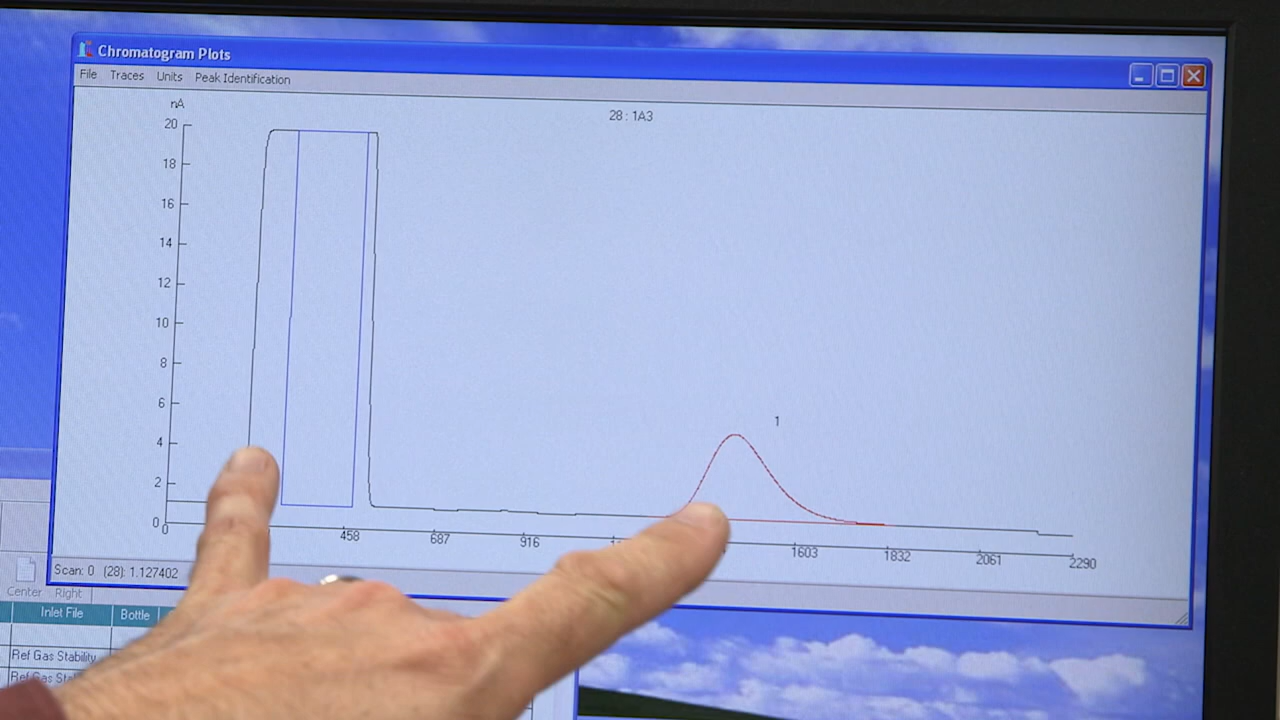 Chromatogram Plots
File Traces Units Peak Identification
nA
28 : 1A3
20
18
16
14
12
10
8
6
4
2
0
1
0 458 687 916 1603 1832 2061 2290
Scan: 0 (28): 1.127402
Center Right
Inlet File Bottle
Ref Gas Stability
Ref Gas